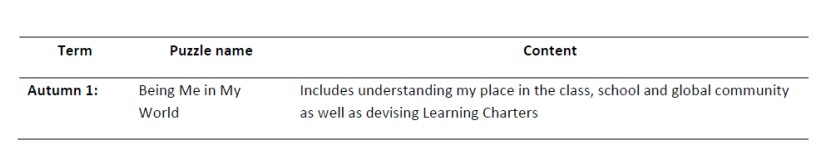 Term Puzzle name Content
Autumn 1: Being Me in My Includes understanding my place in the class, school and global community
World as well as devising Learning Charters